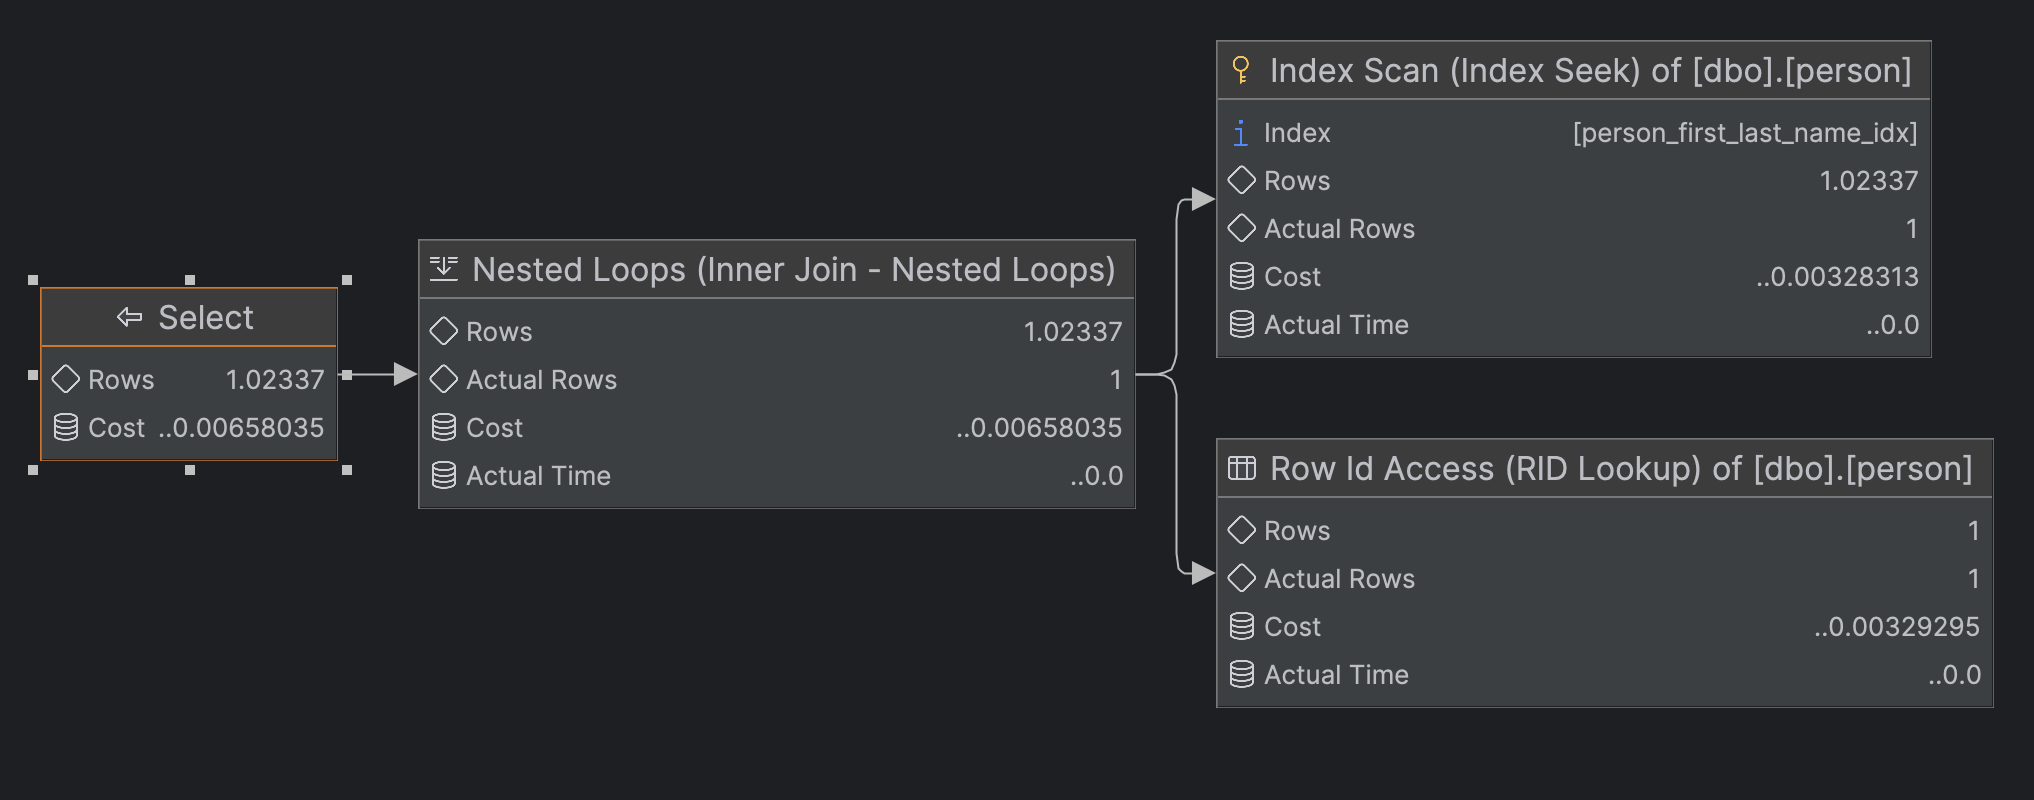 Select
Rows 1.02337
Cost ..0.00658035
Nested Loops (Inner Join - Nested Loops)
Rows 1.02337
Actual Rows 1
Cost ..0.00658035
Actual Time ..0.0
Index Scan (Index Seek) of [dbo].[person]
i Index [person_first_last_name_idx]
Rows 1.02337
Actual Rows 1
Cost ..0.00328313
Actual Time ..0.0
Row Id Access (RID Lookup) of [dbo].[person]
Rows 1
Actual Rows 1
Cost ..0.00329295
Actual Time ..0.0